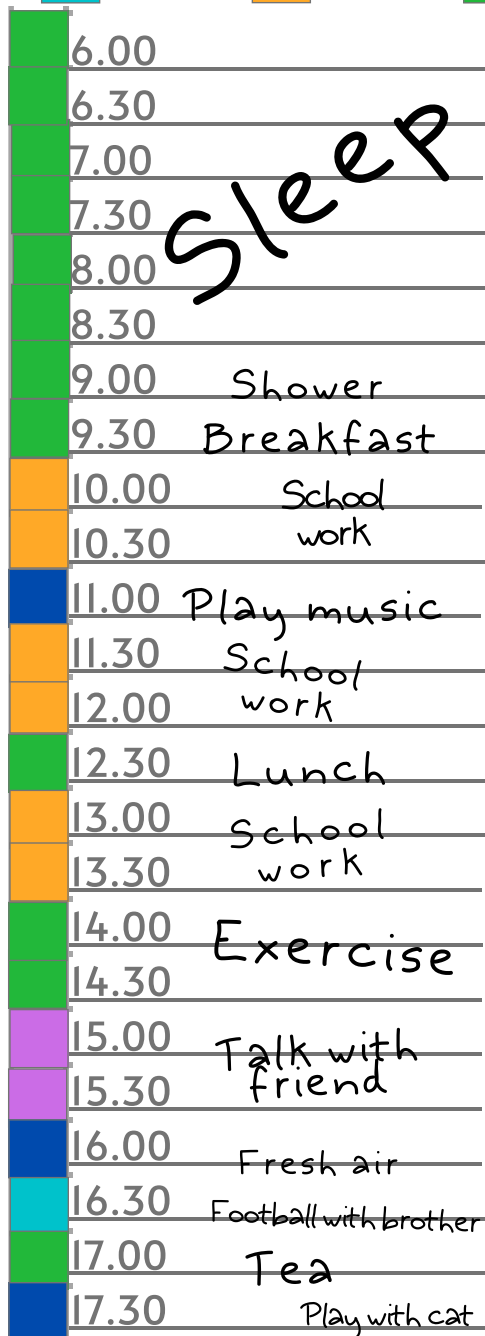 6.00
6.30
7.00
7.30
8.00
Sleep
8.30
9.00 Shower
9.30 Breakfast
10.00 School
10.30 work
11.00 Play music
11.30 School
12.00 work
12.30 Lunch
13.00 School
13.30 work
14.00 Exercise
14.30
15.00 Talk with
15.30 friend
16.00 Fresh air
16.30 Football with brother
17.00 Tea
17.30 Play with cat